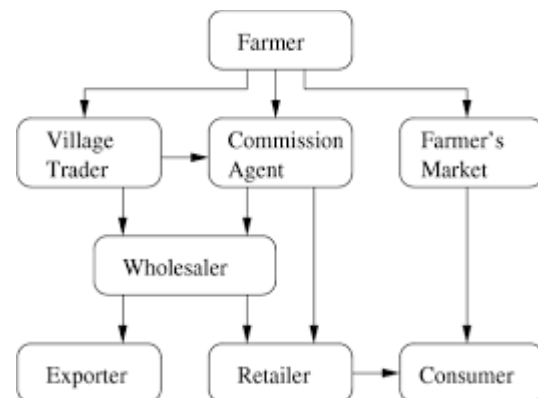 Farmer
Village
Trader
Commission
Agent
Farmer's
Market
Wholesaler
Exporter
Retailer
Consumer